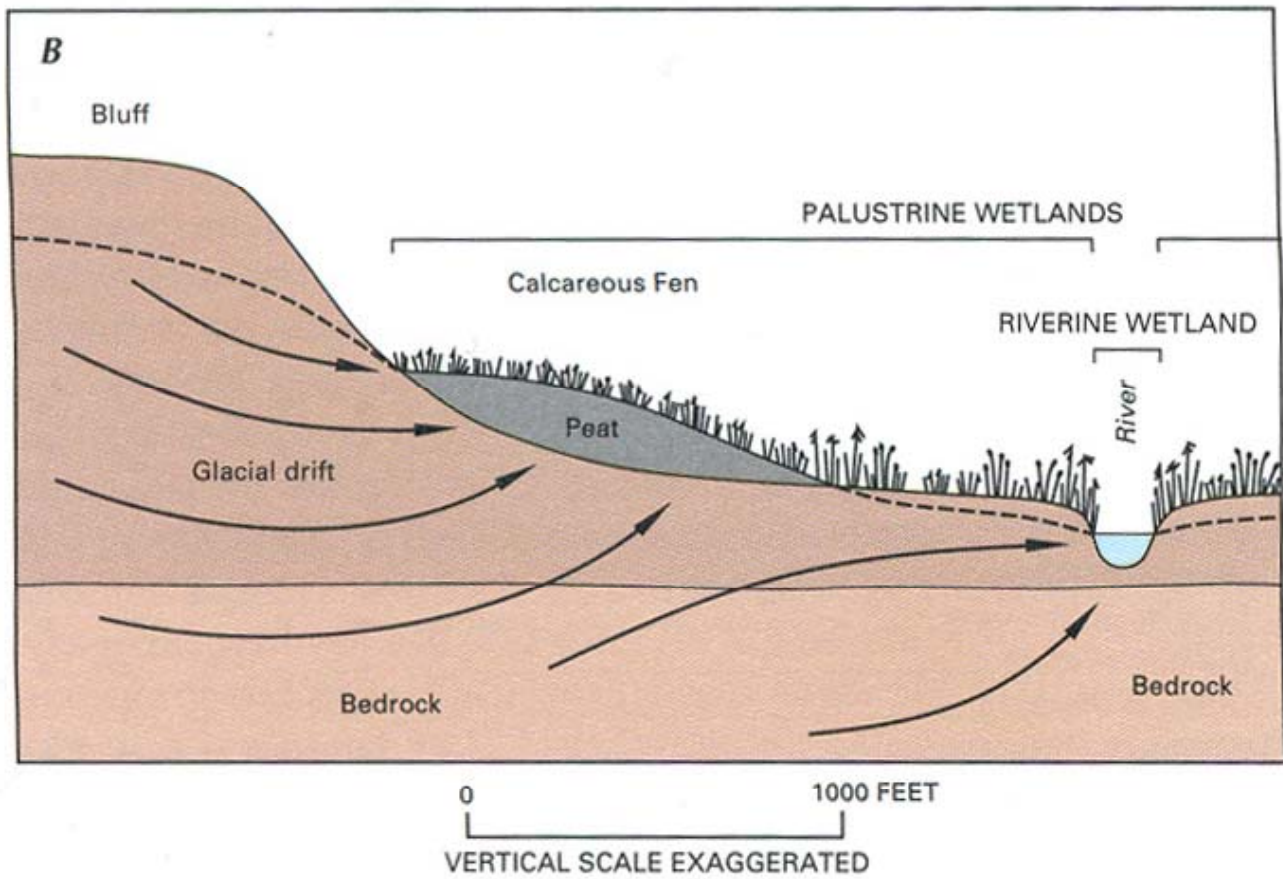 B
Bluff
PALUSTRINE WETLANDS
Calcareous Fen
RIVERINE WETLAND
River
Peat
Glacial drift
Bedrock
Bedrock
0
1000 FEET
VERTICAL SCALE EXAGGERATED